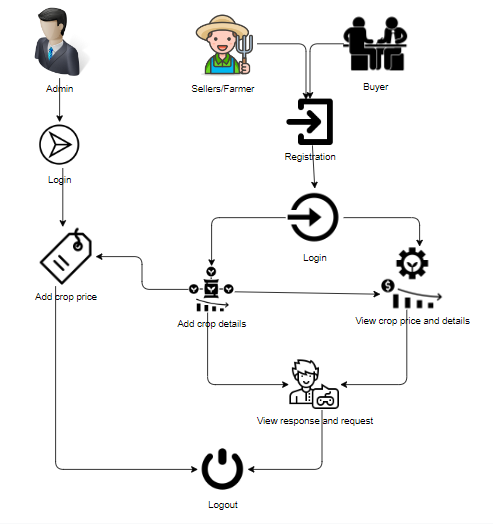 Admin
Sellers/Farmer
Buyer
Registration
Login
Login
Add crop price
Add crop details
View crop price and details
View response and request
Logout